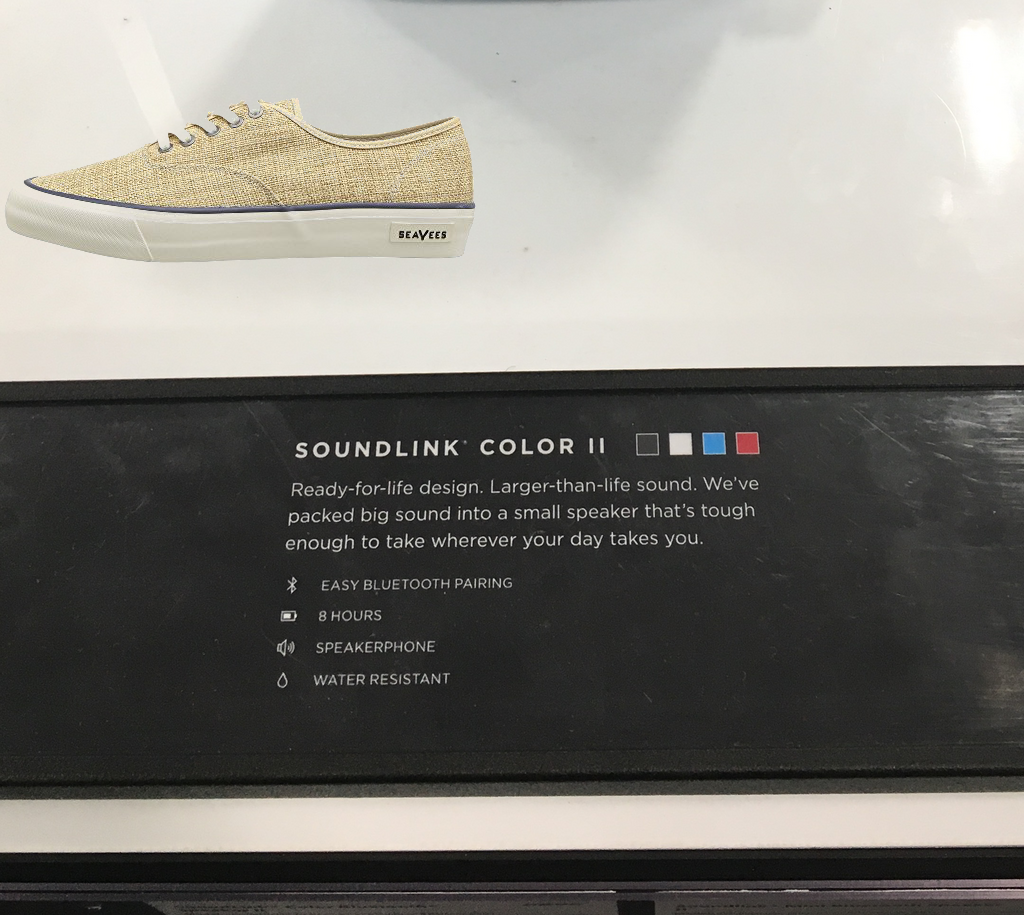 SEAVEES
SOUNDLINK® COLOR II
Ready-for-life design. Larger-than-life sound. We've
packed big sound into a small speaker that's tough
enough to take wherever your day takes you.
EASY BLUETOOTH PAIRING
8 HOURS
SPEAKERPHONE
WATER RESISTANT